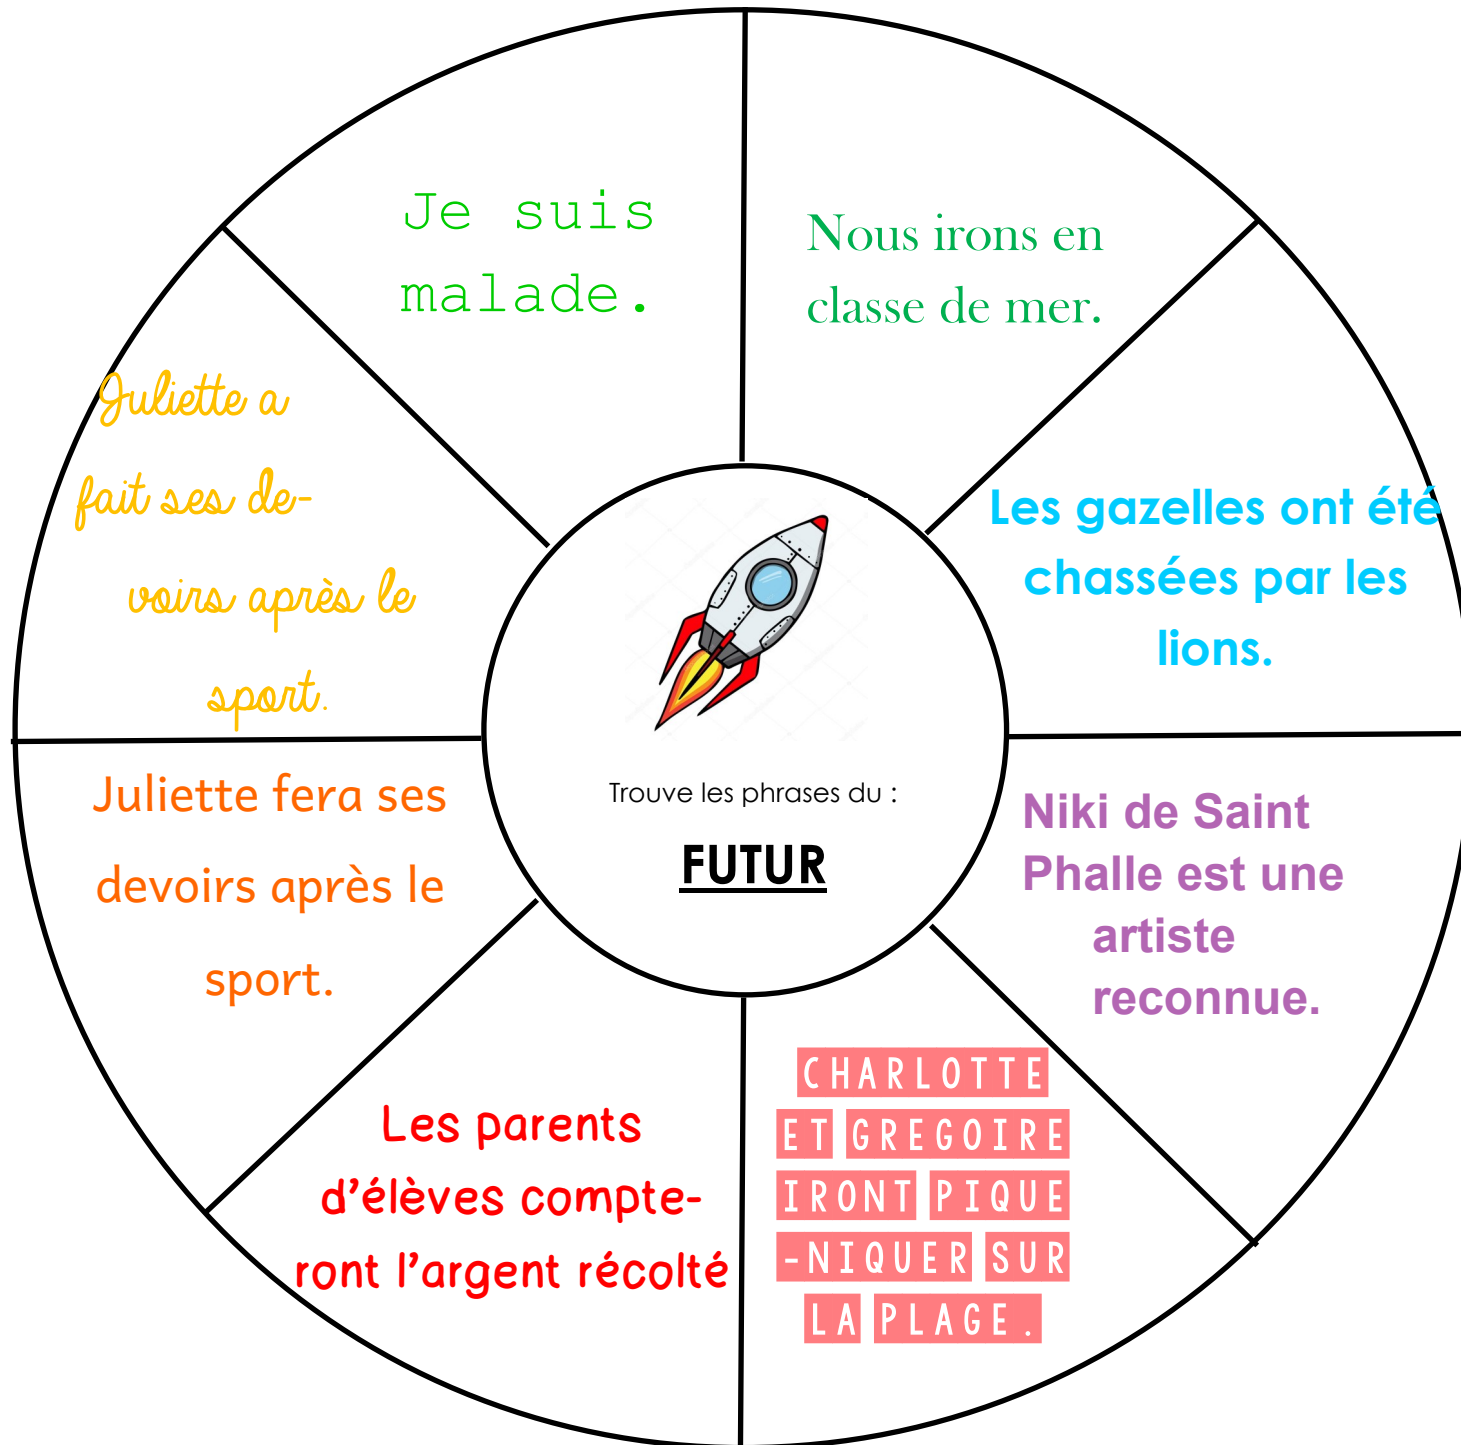 Je suis
malade.
Nous irons en
classe de mer.
Les gazelles ont été
chassées par les
lions.
Niki de Saint
Phalle est une
artiste
reconnue.
CHARLOTTE
ET GREGOIRE
IRONT PIQUE
-NIQUER SUR
LA PLAGE.
Les parents
d'élèves compte-
ront l'argent récolté
Juliette fera ses
devoirs après le
sport.
Juliette a
fait ses de-
voirs après le
sport.
Trouve les phrases du :
FUTUR